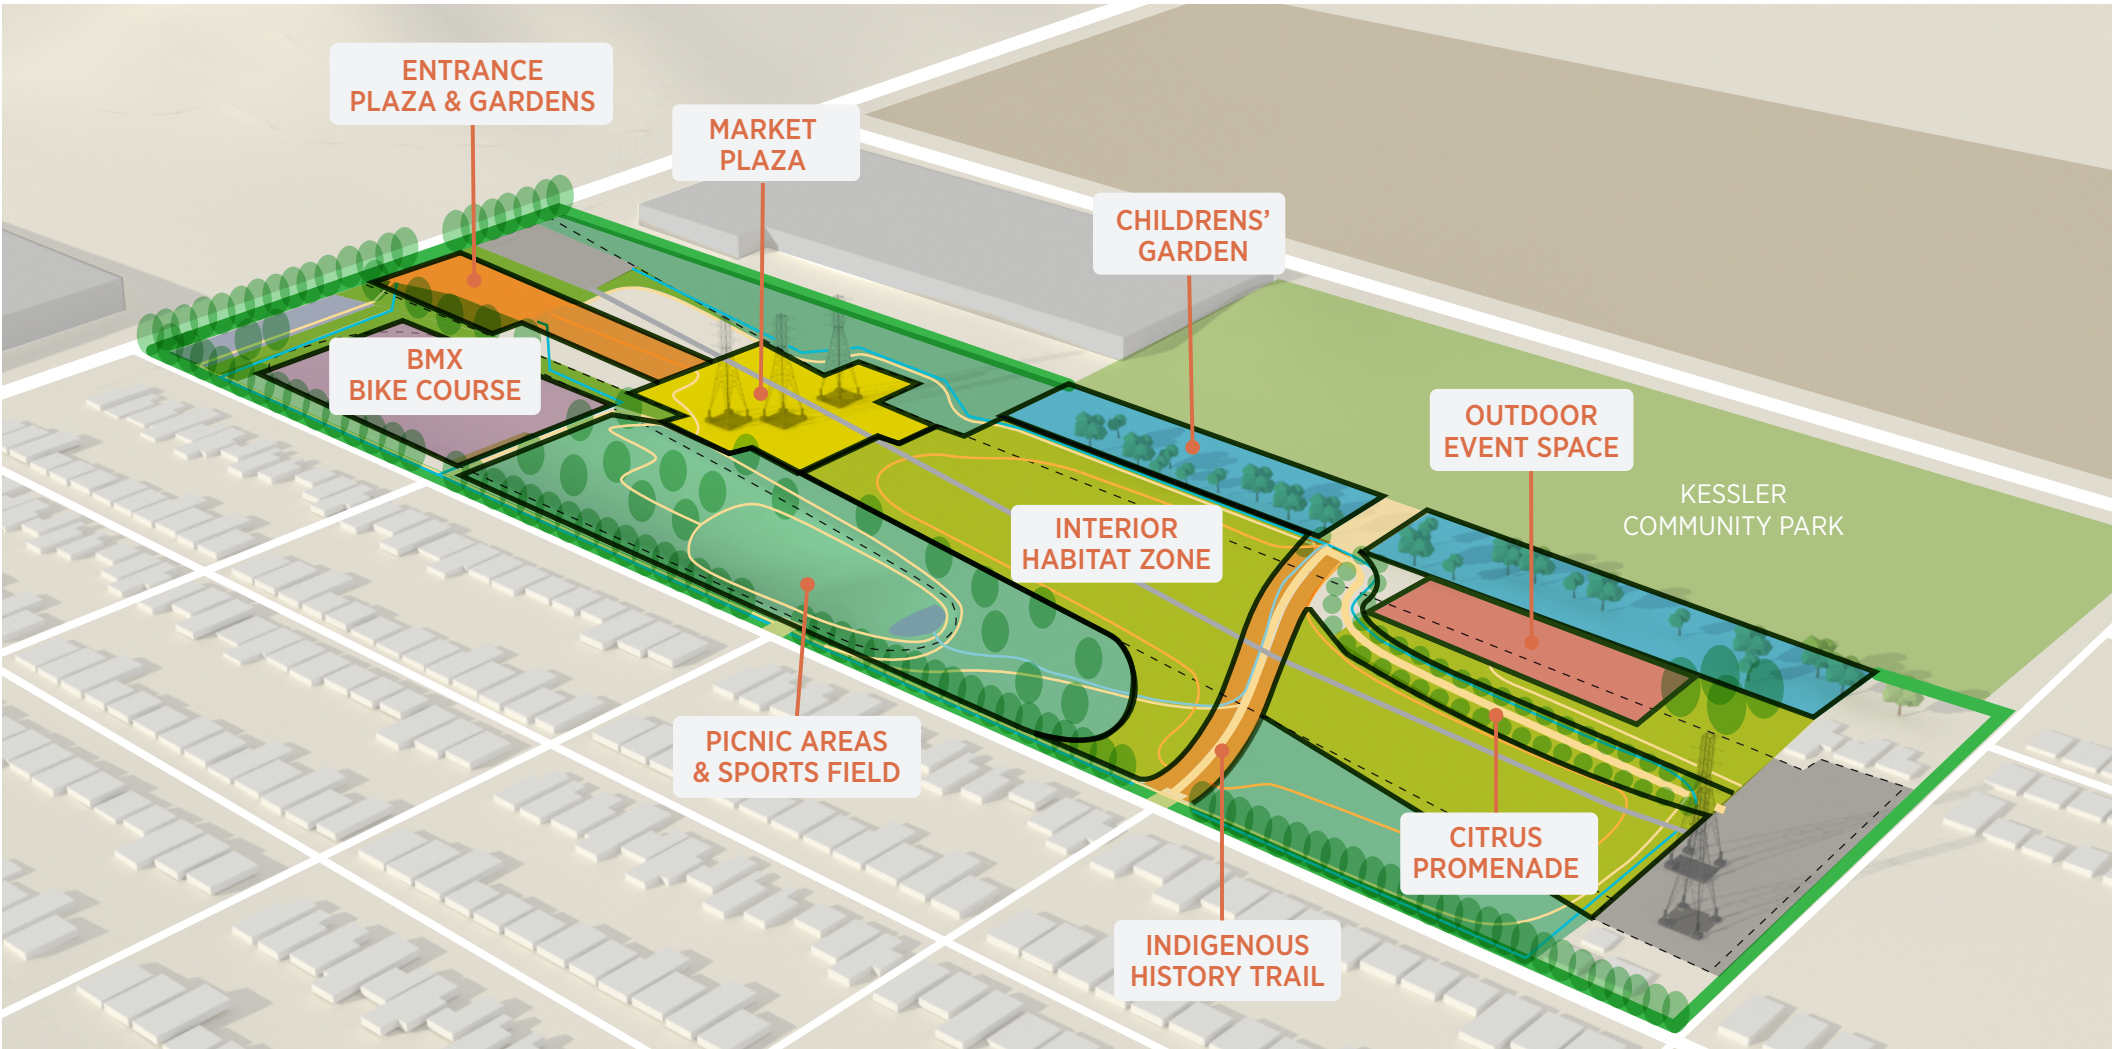 ENTRANCE
PLAZA & GARDENS
MARKET
PLAZA
CHILDRENS’
GARDEN
BMX
BIKE COURSE
OUTDOOR
EVENT SPACE
KESSLER
COMMUNITY PARK
INTERIOR
HABITAT ZONE
PICNIC AREAS
& SPORTS FIELD
CITRUS
PROMENADE
INDIGENOUS
HISTORY TRAIL